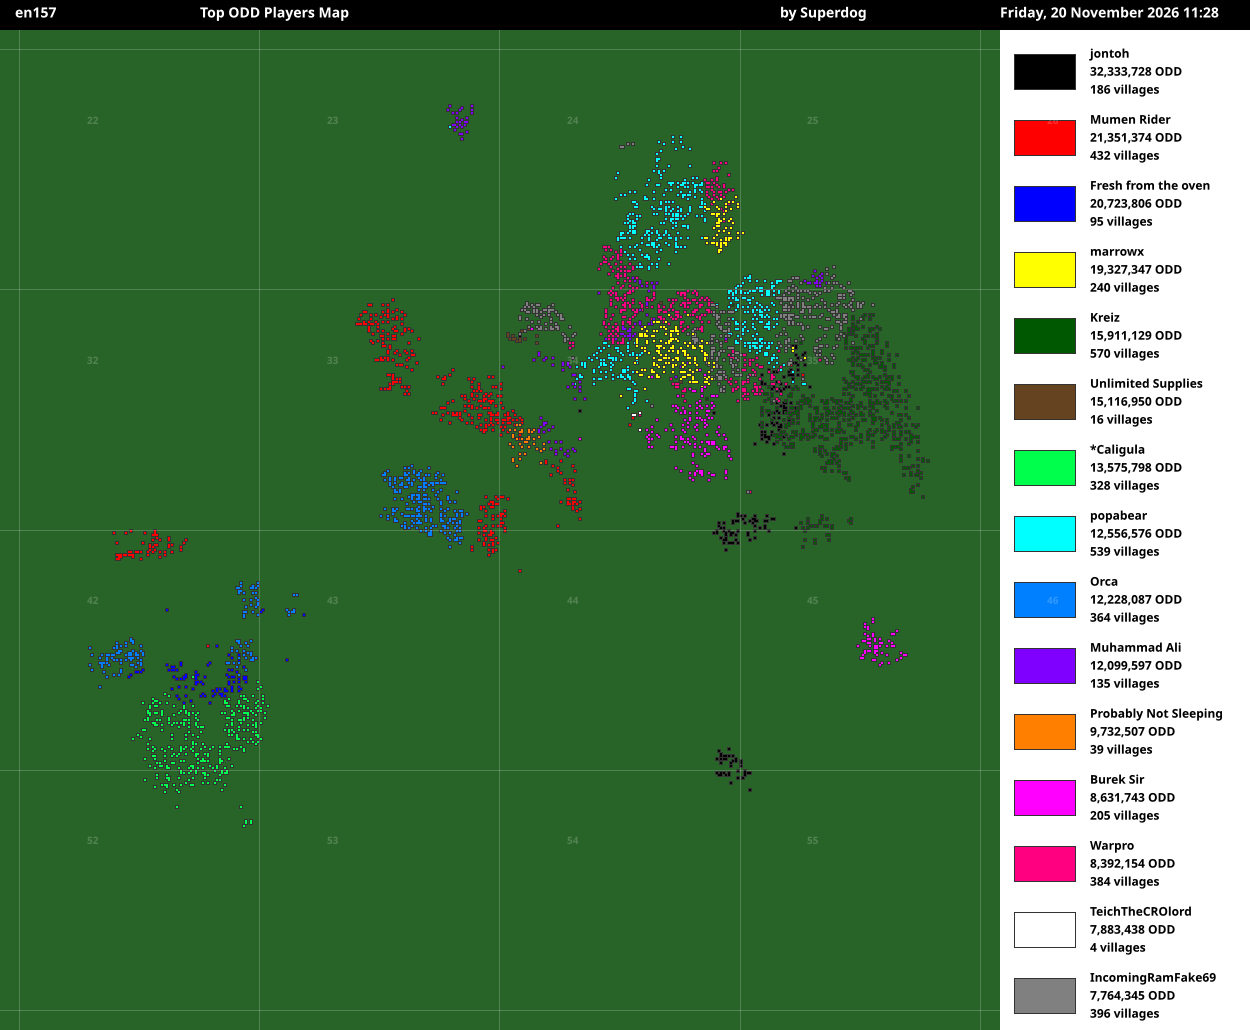 en157 Top ODD Players Map by Superdog Friday, 20 November 2026 11:28
jontoh
32,333,728 ODD
186 villages
Mumen Rider
21,351,374 ODD
432 villages
Fresh from the oven
20,723,806 ODD
95 villages
marrowx
19,327,347 ODD
240 villages
Kreiz
15,911,129 ODD
570 villages
Unlimited Supplies
15,116,950 ODD
16 villages
*Caligula
13,575,798 ODD
328 villages
popabear
12,556,576 ODD
539 villages
Orca
12,228,087 ODD
364 villages
Muhammad Ali
12,099,597 ODD
135 villages
Probably Not Sleeping
9,732,507 ODD
39 villages
Burek Sir
8,631,743 ODD
205 villages
Warpro
8,392,154 ODD
384 villages
TeichTheCROlord
7,883,438 ODD
4 villages
IncomingRamFake69
7,764,345 ODD
396 villages
22 23 24 25
32 33
42 43 44 45 46
52 53 54 55